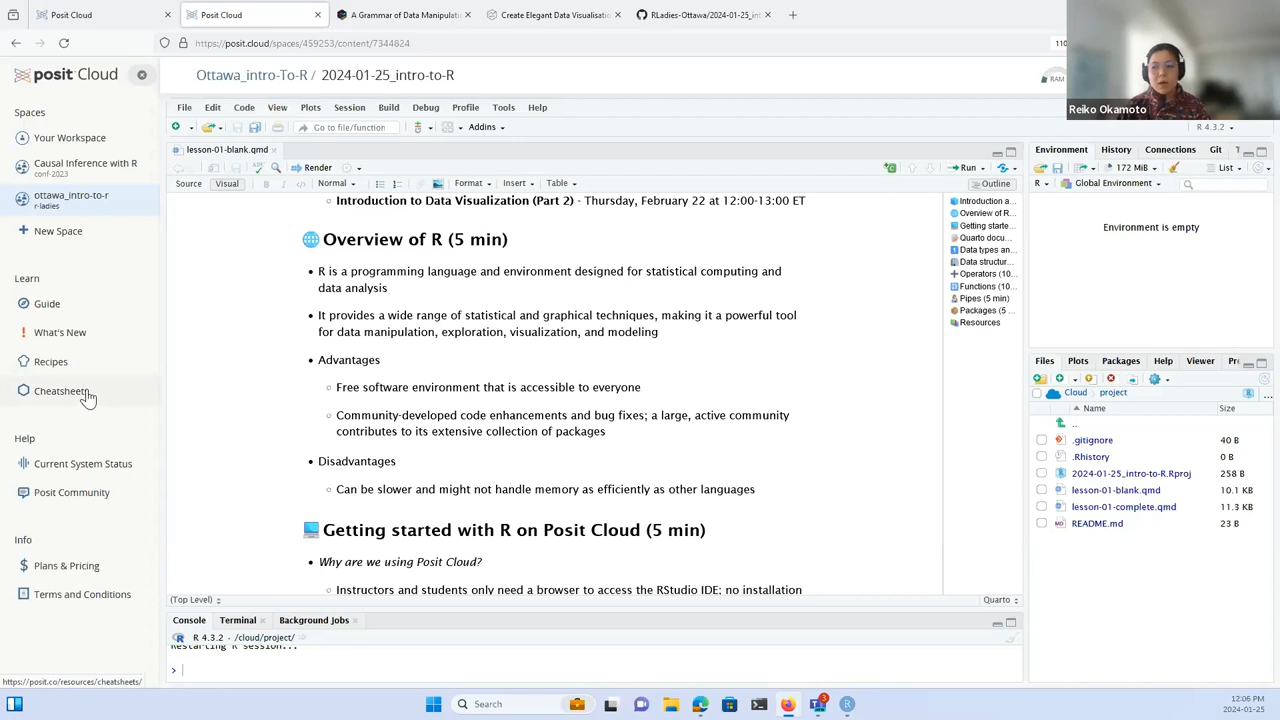 Posit Cloud
Posit Cloud
A Grammar of Data Manipulati
Create Elegant Data Visualisatio
RLadies-Ottawa/2024-01-25_int
https://posit.cloud/spaces/459253/content/7344824
110
posit Cloud
Ottawa_intro-To-R / 2024-01-25_intro-to-R
RAM
Reiko Okamoto
Spaces
Your Workspace
Causal Inference with R
conf-2023
ottawa_intro-to-r
r-ladies
New Space
Learn
Guide
What's New
Recipes
Cheatsheets
Help
Current System Status
Posit Community
Info
Plans & Pricing
Terms and Conditions
https://posit.co/resources/cheatsheets/
File Edit Code View Plots Session Build Debug Profile Tools Help
Go to file/function
Addins
R 4.3.2
lesson-01-blank.qmd
Render
Run
Source Visual B I Normal Format Insert Table
Outline
Introduction to Data Visualization (Part 2) - Thursday, February 22 at 12:00-13:00 ET
Overview of R (5 min)
• R is a programming language and environment designed for statistical computing and
data analysis
• It provides a wide range of statistical and graphical techniques, making it a powerful tool
for data manipulation, exploration, visualization, and modeling
• Advantages
Free software environment that is accessible to everyone
Community-developed code enhancements and bug fixes; a large, active community
contributes to its extensive collection of packages
• Disadvantages
Can be slower and might not handle memory as efficiently as other languages
Getting started with R on Posit Cloud (5 min)
• Why are we using Posit Cloud?
Instructors and students only need a browser to access the RStudio IDE; no installation
(Top Level)
Quarto
Introduction a...
Overview of R...
Getting starte...
Quarto docu...
Data types an...
Data structur...
Operators (10...
Functions (10...
Pipes (5 min)
Packages (5 ...
Resources
Console Terminal Background Jobs
R 4.3.2 · /cloud/project/
Restarting R session...
>
Environment History Connections Git
172 MiB
List
R Global Environment
Environment is empty
Files Plots Packages Help Viewer Pr
Cloud project
Name Size
..
.gitignore 40 B
.Rhistory 0 B
2024-01-25_intro-to-R.Rproj 258 B
lesson-01-blank.qmd 10.1 KB
lesson-01-complete.qmd 11.3 KB
README.md 23 B
Search
3
12:06 PM
2024-01-25